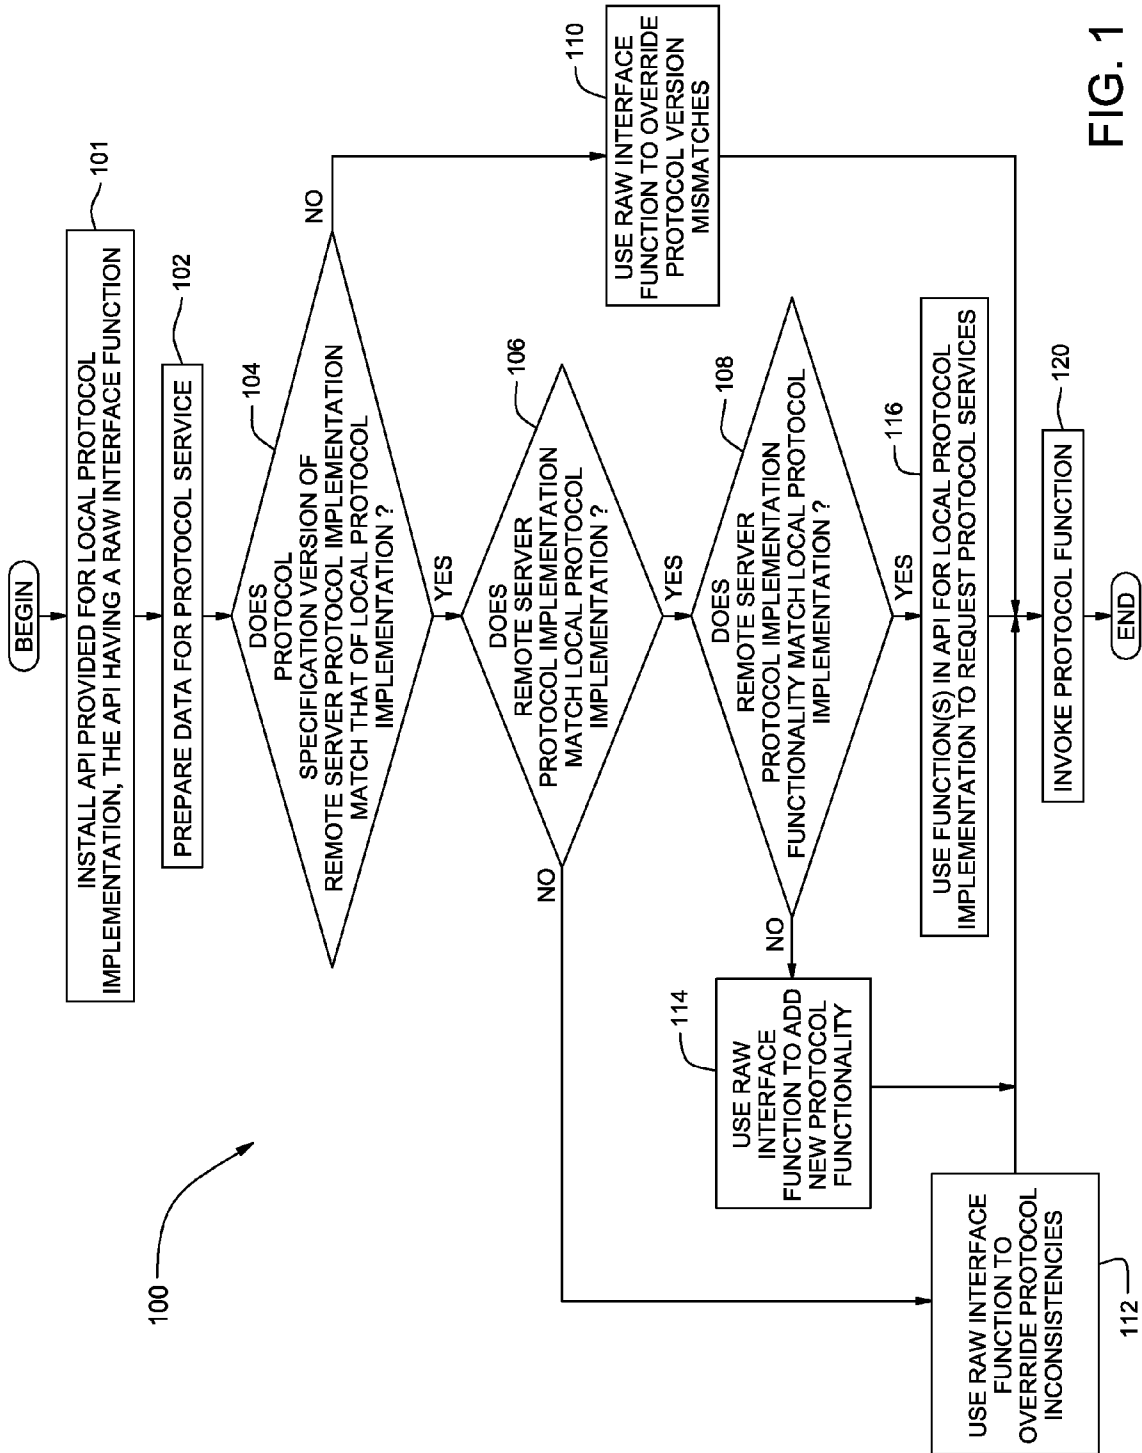 BEGIN
INSTALL API PROVIDED FOR LOCAL PROTOCOL
IMPLEMENTATION, THE API HAVING A RAW INTERFACE FUNCTION
101
PREPARE DATA FOR PROTOCOL SERVICE
102
DOES
PROTOCOL
SPECIFICATION VERSION OF
REMOTE SERVER PROTOCOL IMPLEMENTATION
MATCH THAT OF LOCAL PROTOCOL
IMPLEMENTATION ?
104
NO
YES
DOES
REMOTE SERVER
PROTOCOL IMPLEMENTATION
MATCH LOCAL PROTOCOL
IMPLEMENTATION ?
106
NO
YES
USE RAW INTERFACE
FUNCTION TO OVERRIDE
PROTOCOL VERSION
MISMATCHES
110
DOES
REMOTE SERVER
PROTOCOL IMPLEMENTATION
FUNCTIONALITY MATCH LOCAL PROTOCOL
IMPLEMENTATION ?
108
NO
YES
USE RAW
INTERFACE
FUNCTION TO ADD
NEW PROTOCOL
FUNCTIONALITY
114
USE FUNCTION(S) IN API FOR LOCAL PROTOCOL
IMPLEMENTATION TO REQUEST PROTOCOL SERVICES
116
USE RAW INTERFACE
FUNCTION TO
OVERRIDE PROTOCOL
INCONSISTENCIES
112
INVOKE PROTOCOL FUNCTION
120
END
100
FIG. 1